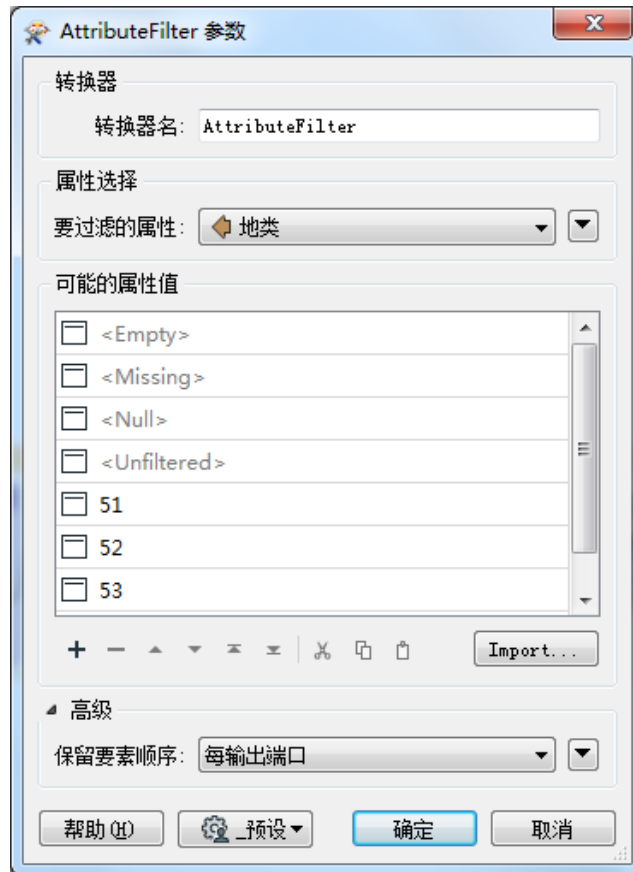 AttributeFilter 参数
转换器
转换器名: AttributeFilter
属性选择
要过滤的属性: 地类
可能的属性值
<Empty>
<Missing>
<Null>
<Unfiltered>
51
52
53
Import...
高级
保留要素顺序: 每输出端口
帮助(H) _预设 确定 取消